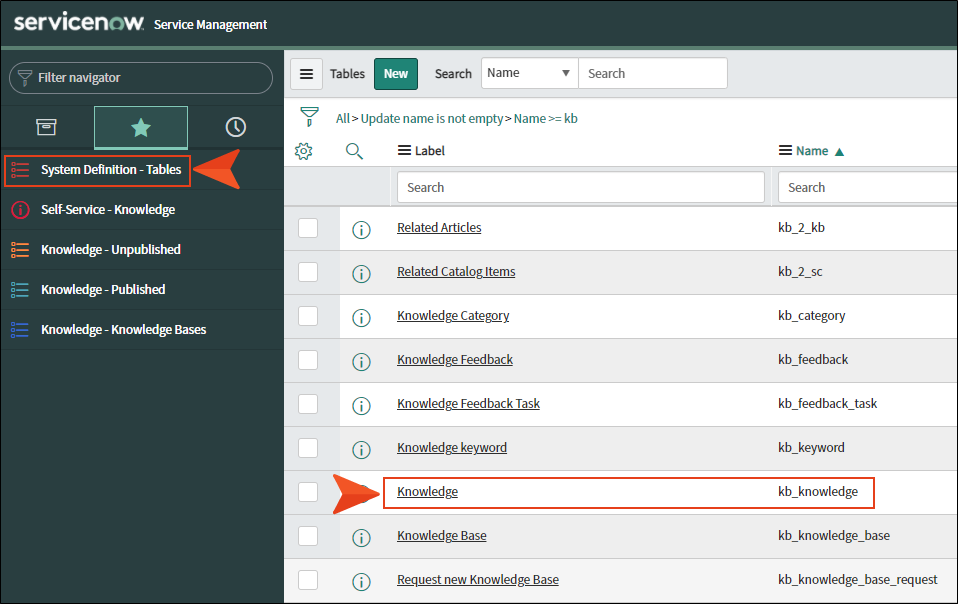 servicenow. Service Management
Filter navigator
System Definition - Tables
Self-Service - Knowledge
Knowledge - Unpublished
Knowledge - Published
Knowledge - Knowledge Bases
Tables New Search Name Search
All > Update name is not empty > Name >= kb
Label Name
Search Search
Related Articles kb_2_kb
Related Catalog Items kb_2_sc
Knowledge Category kb_category
Knowledge Feedback kb_feedback
Knowledge Feedback Task kb_feedback_task
Knowledge keyword kb_keyword
Knowledge kb_knowledge
Knowledge Base kb_knowledge_base
Request new Knowledge Base kb_knowledge_base_request